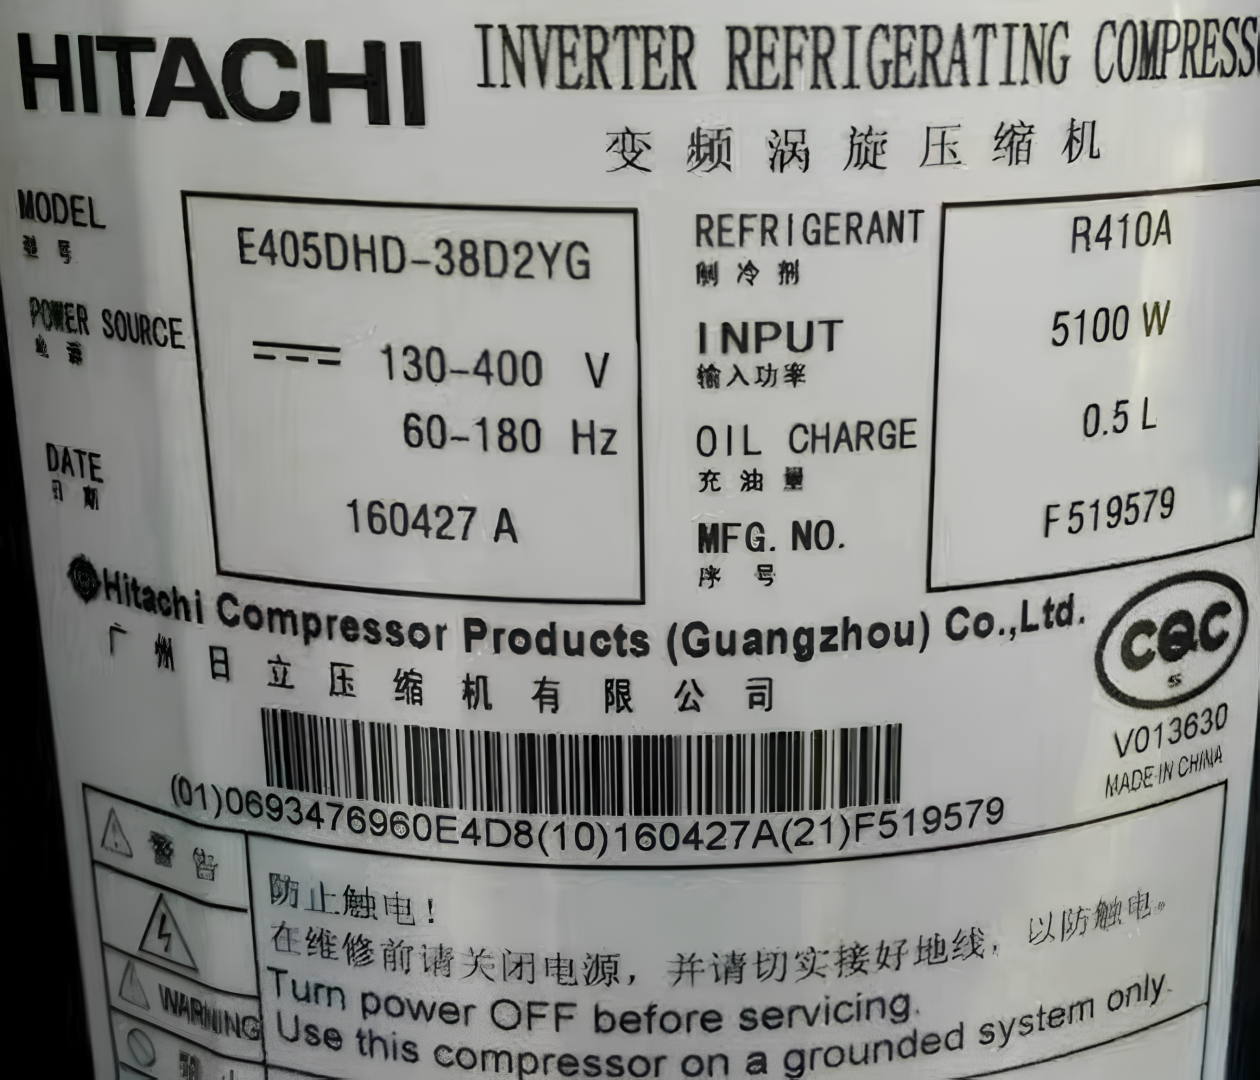 HITACHI
INVERTER REFRIGERATING COMPRESSO
变频涡旋压缩机
MODEL
型号
E405DHD-38D2YG
POWER SOURCE
电源
130-400 V
60-180 Hz
DATE
日期
160427 A
REFRIGERANT
制冷剂
R410A
INPUT
输入功率
5100 W
OIL CHARGE
充油量
0.5 L
MFG. NO.
序号
F519579
Hitachi Compressor Products (Guangzhou) Co.,Ltd.
广州日立压缩机有限公司
CQC
V013630
MADE IN CHINA
(01)0693476960E4D8(10)160427A(21)F519579
警告
WARNING
防止触电!
在维修前请关闭电源，并请切实接好地线，以防触电。
Turn power OFF before servicing.
Use this compressor on a grounded system only.